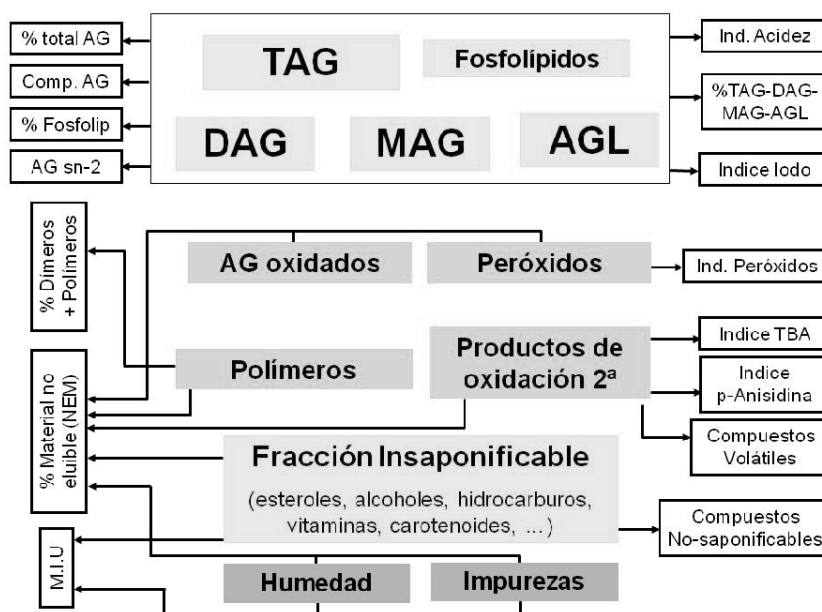 % total AG
Comp. AG
% Fosfolip
AG sn-2
TAG
Fosfolípidos
DAG
MAG
AGL
Ind. Acidez
%TAG-DAG-
MAG-AGL
Indice Iodo
% Dímeros
+ Polímeros
AG oxidados
Peróxidos
Ind. Peróxidos
Polímeros
Productos de
oxidación 2ª
Indice TBA
Indice
p-Anisidina
Compuestos
Volátiles
% Material no
eluible (NEM)
Fracción Insaponificable
(esteroles, alcoholes, hidrocarburos,
vitaminas, carotenoides, ... )
Compuestos
No-saponificables
M.I.U
Humedad
Impurezas